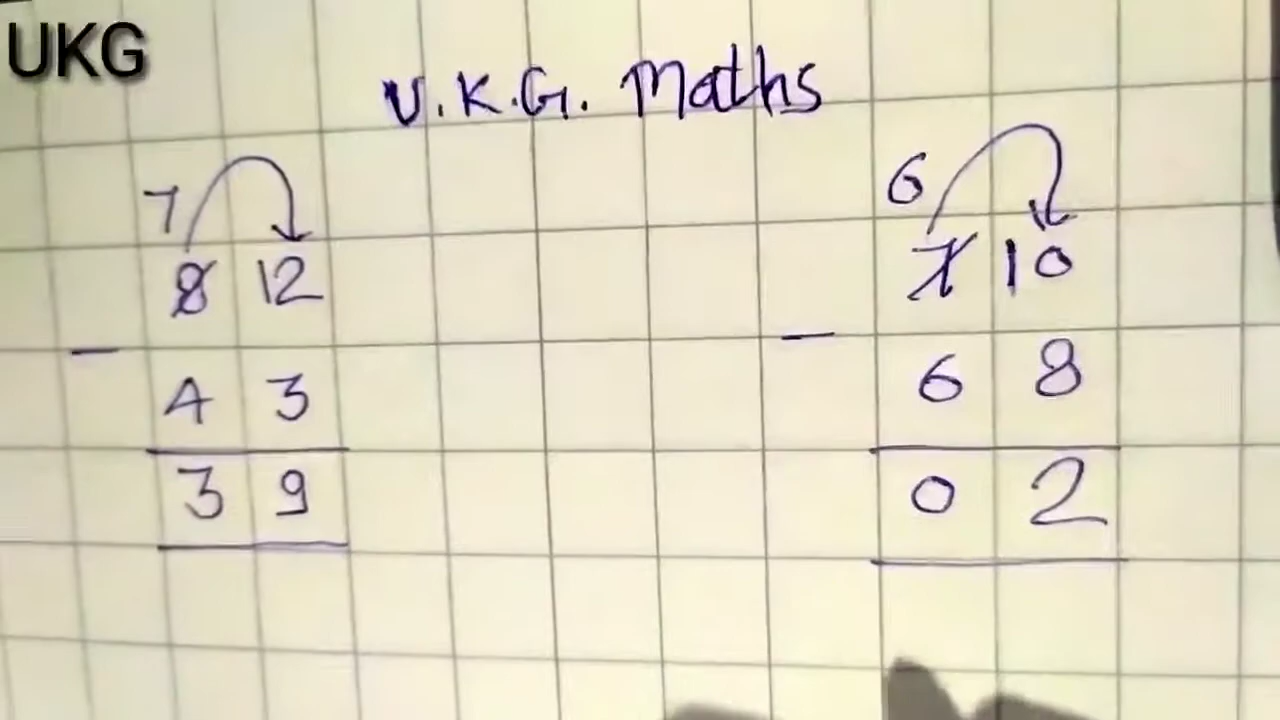 UKG
U.K.G. Maths
7 6
8 12 7 10
— —
4 3 6 8
3 9 0 2